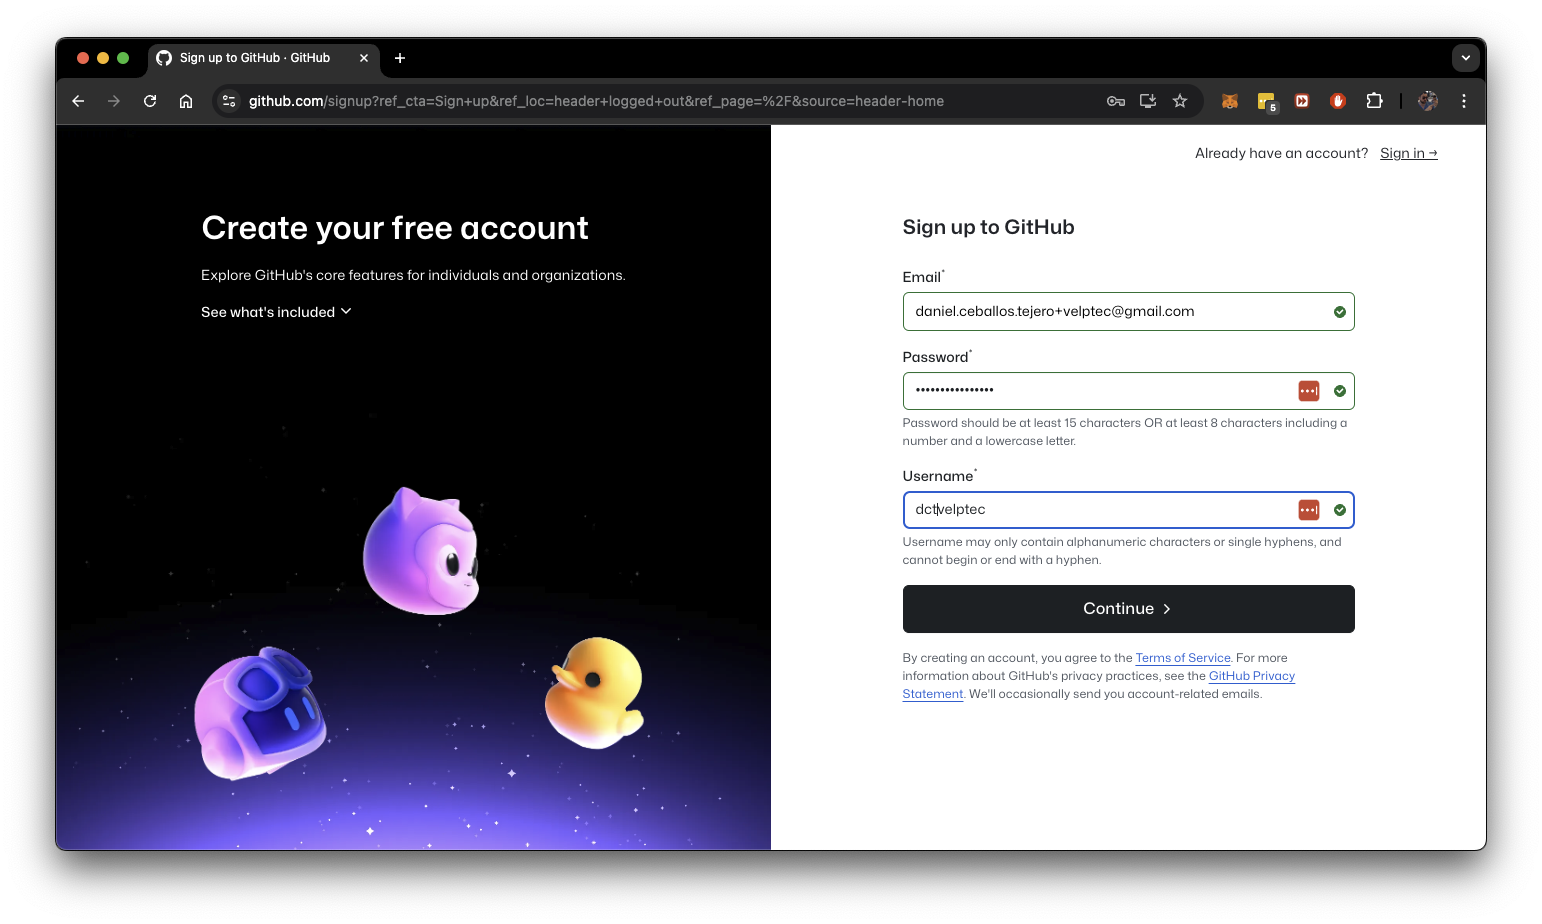 Sign up to GitHub · GitHub
github.com/signup?ref_cta=Sign+up&ref_loc=header+logged+out&ref_page=%2F&source=header-home
5
Already have an account? Sign in →
Create your free account
Explore GitHub's core features for individuals and organizations.
See what's included
Sign up to GitHub
Email*
daniel.ceballos.tejero+velptec@gmail.com
Password*
••••••••••••••••
Password should be at least 15 characters OR at least 8 characters including a
number and a lowercase letter.
Username*
dctvelptec
Username may only contain alphanumeric characters or single hyphens, and
cannot begin or end with a hyphen.
Continue >
By creating an account, you agree to the Terms of Service. For more
information about GitHub's privacy practices, see the GitHub Privacy
Statement. We'll occasionally send you account-related emails.